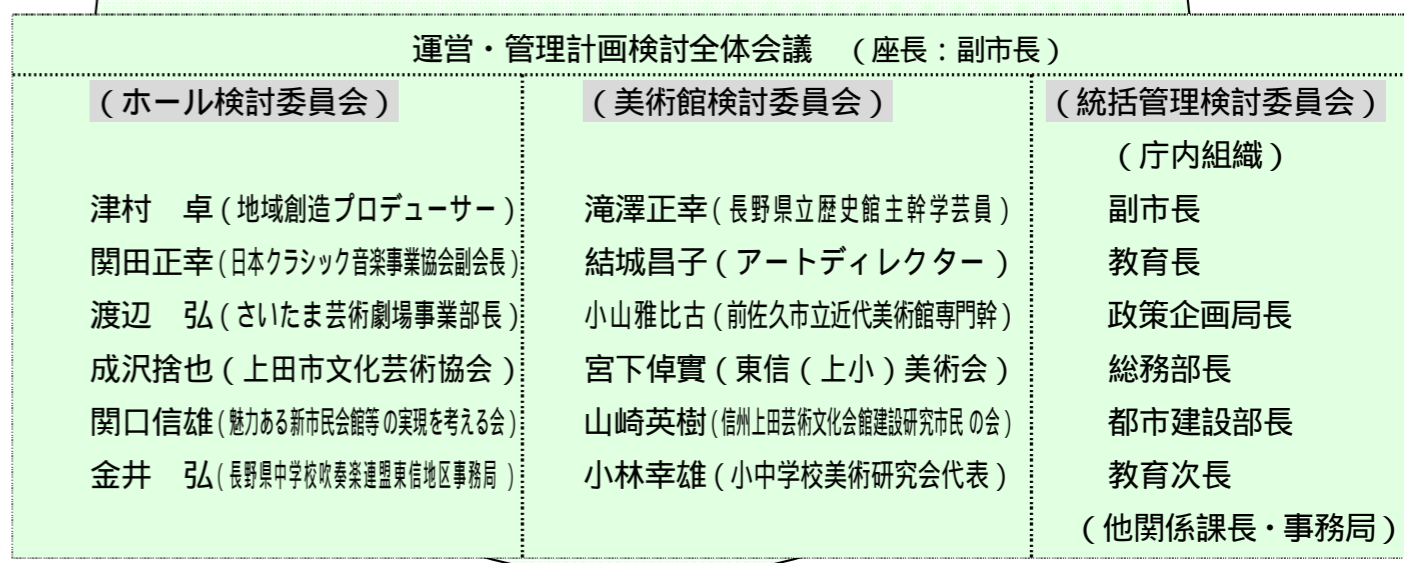 運営・管理計画検討全体会議 （座長：副市長）
（ホール検討委員会）
津村 卓（地域創造プロデューサー）
関田正幸（日本クラシック音楽事業協会副会長）
渡辺 弘（さいたま芸術劇場事業部長）
成沢捨也（上田市文化芸術協会）
関口信雄（魅力ある新市民会館等の実現を考える会）
金井 弘（長野県中学校吹奏楽連盟東信地区事務局）
（美術館検討委員会）
滝澤正幸（長野県立歴史館主幹学芸員）
結城昌子（アートディレクター）
小山雅比古（前佐久市立近代美術館専門幹）
宮下倬實（東信（上小）美術会）
山崎英樹（信州上田芸術文化会館建設研究市民の会）
小林幸雄（小中学校美術研究会代表）
（統括管理検討委員会）
（庁内組織）
副市長
教育長
政策企画局長
総務部長
都市建設部長
教育次長
（他関係課長・事務局）